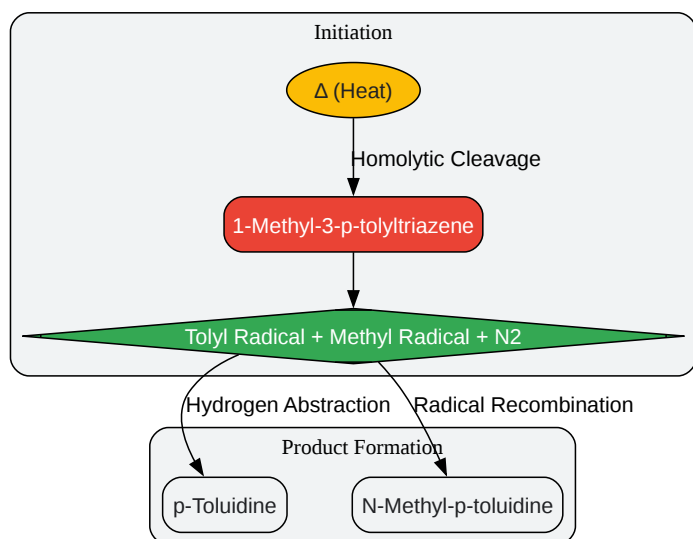 Initiation
Δ (Heat)
Homolytic Cleavage
1-Methyl-3-p-tolyltriazene
Tolyl Radical + Methyl Radical + N2
Hydrogen Abstraction
Radical Recombination
Product Formation
p-Toluidine
N-Methyl-p-toluidine